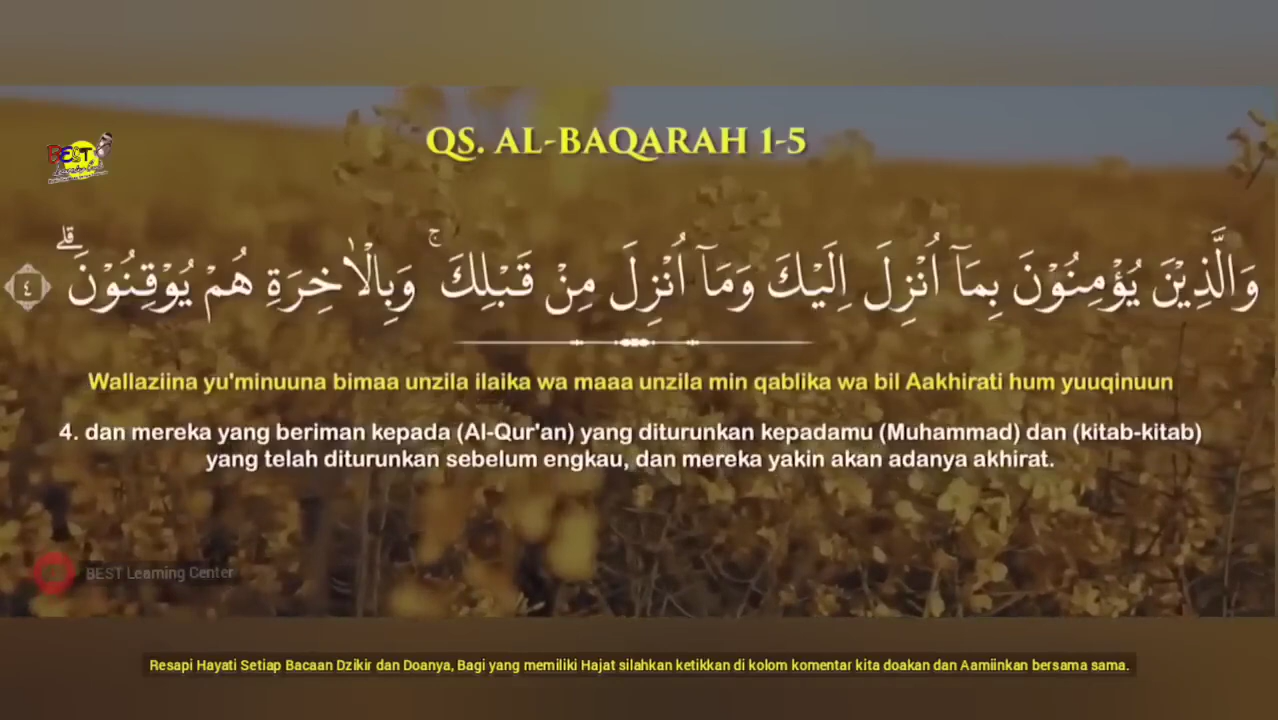 BEST
QS. AL-BAQARAH 1-5
وَالَّذِيْنَ يُؤْمِنُوْنَ بِمَآ اُنْزِلَ اِلَيْكَ وَمَآ اُنْزِلَ مِنْ قَبْلِكَ ۚ وَبِالْاٰخِرَةِ هُمْ يُوْقِنُوْنَۗ ٤
Wallaziina yu'minuuna bimaa unzila ilaika wa maaa unzila min qablika wa bil Aakhirati hum yuuqinuun
4. dan mereka yang beriman kepada (Al-Qur'an) yang diturunkan kepadamu (Muhammad) dan (kitab-kitab)
yang telah diturunkan sebelum engkau, dan mereka yakin akan adanya akhirat.
BEST Learning Center
Resapi Hayati Setiap Bacaan Dzikir dan Doanya, Bagi yang memiliki Hajat silahkan ketikkan di kolom komentar kita doakan dan Aamiinkan bersama sama.